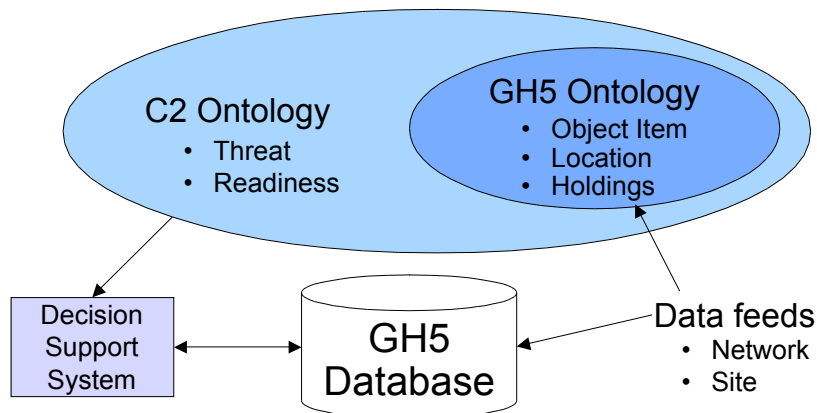 C2 Ontology
• Threat
• Readiness
GH5 Ontology
• Object Item
• Location
• Holdings
Decision
Support
System
GH5
Database
Data feeds
• Network
• Site